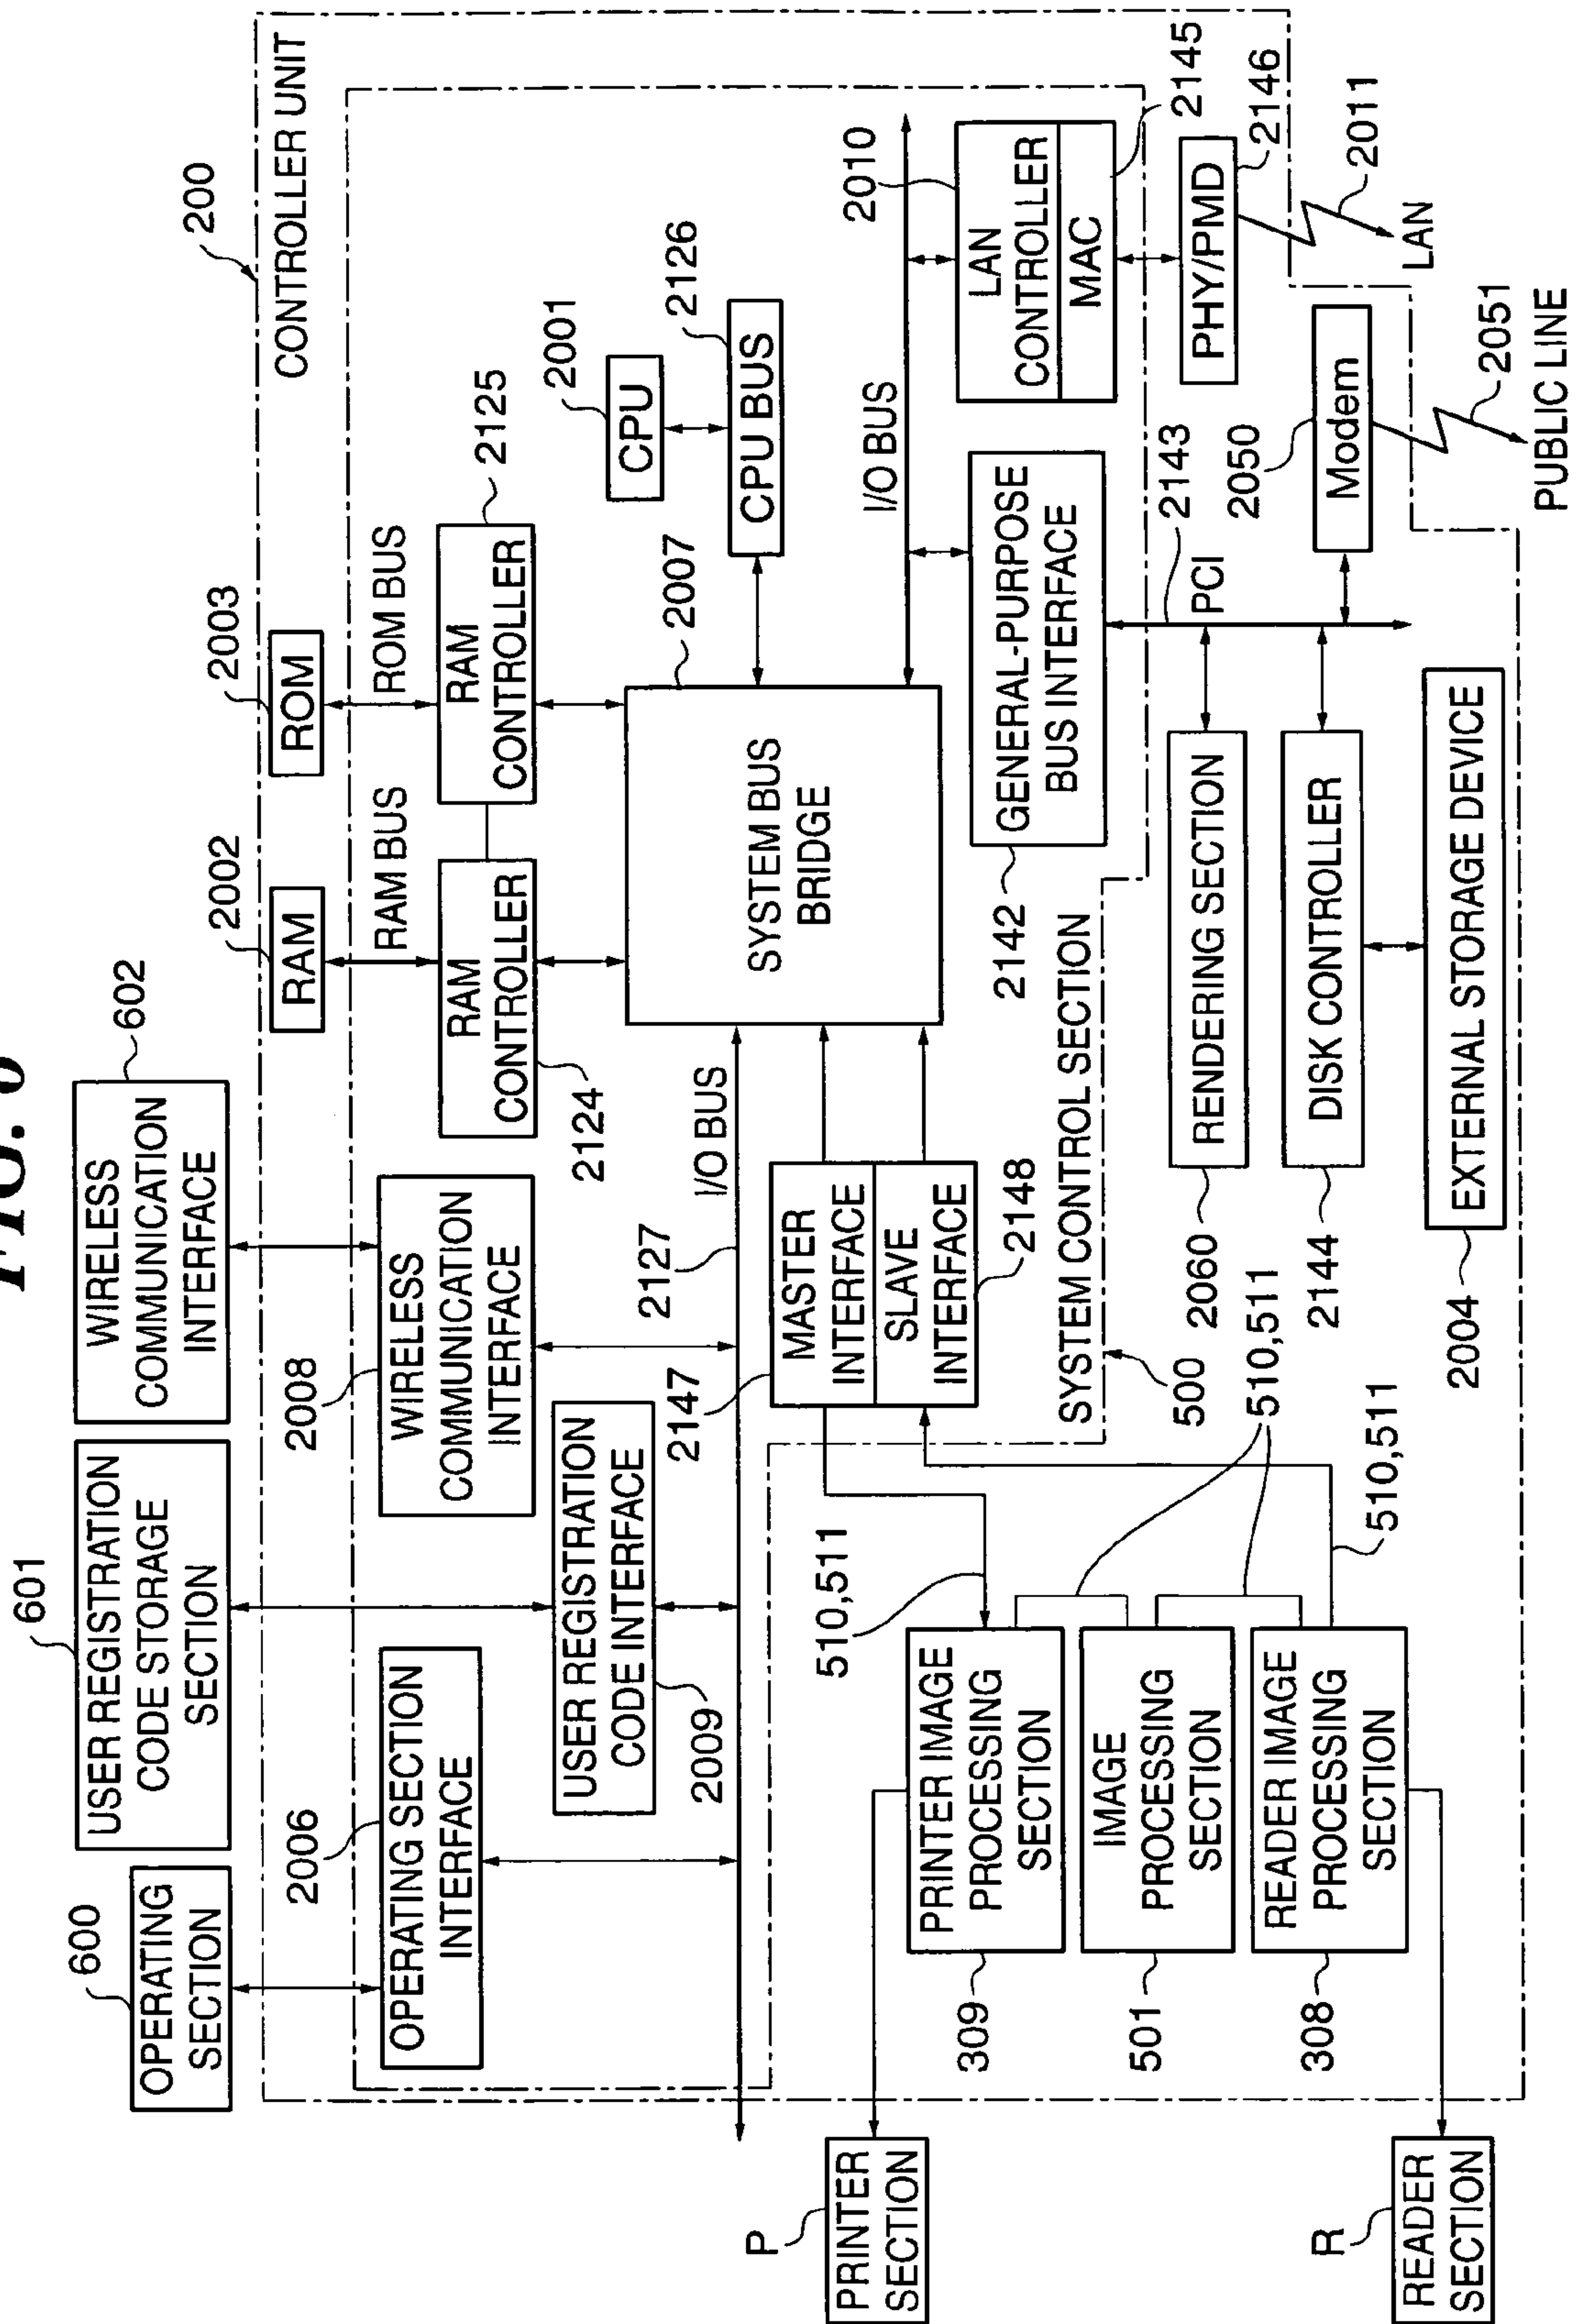 FIG. 6
600
OPERATING
SECTION
601
USER REGISTRATION
CODE STORAGE
SECTION
WIRELESS
COMMUNICATION
INTERFACE
602
2002
RAM
2003
ROM
200
CONTROLLER UNIT
2006
OPERATING SECTION
INTERFACE
2008
WIRELESS
COMMUNICATION
INTERFACE
RAM BUS
ROM BUS
RAM
CONTROLLER
2124
RAM
CONTROLLER
2125
2001
CPU
USER REGISTRATION
CODE INTERFACE
2009
2127
I/O BUS
2007
CPU BUS
2126
SYSTEM BUS
BRIDGE
2147
MASTER
INTERFACE
SLAVE
INTERFACE
2148
I/O BUS
2010
LAN
CONTROLLER
MAC
2145
2142
GENERAL-PURPOSE
BUS INTERFACE
SYSTEM CONTROL SECTION
500
P
PRINTER
SECTION
510,511
PRINTER IMAGE
PROCESSING
SECTION
309
IMAGE
PROCESSING
SECTION
501
READER IMAGE
PROCESSING
SECTION
308
510,511
510,511
2143
PCI
PHY/PMD
2146
2011
LAN
2060
RENDERING SECTION
2144
DISK CONTROLLER
2050
Modem
2051
PUBLIC LINE
2004
EXTERNAL STORAGE DEVICE
R
READER
SECTION